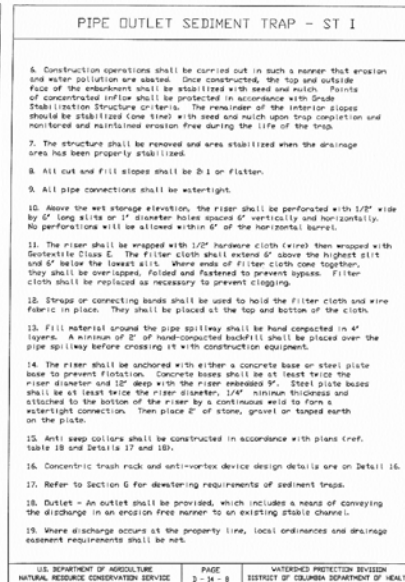 PIPE OUTLET SEDIMENT TRAP - ST I
6. Construction operations shall be carried out in such a manner that erosion
and water pollution are abated. Once constructed, the top and outside
face of the embankment shall be stabilized with seed and mulch. Points
of concentrated inflow shall be protected in accordance with Grade
Stabilization Structure criteria. The remainder of the interior slopes
should be stabilized (one time) with seed and mulch upon trap completion and
monitored and maintained erosion free during the life of the trap.
7. The structure shall be removed and area stabilized when the drainage
area has been properly stabilized.
8. All cut and fill slopes shall be 2:1 or flatter.
9. All pipe connections shall be watertight.
10. Above the wet storage elevation, the riser shall be perforated with 1/2" wide
by 6" long slits or 1" diameter holes spaced 6" vertically and horizontally.
No perforations will be allowed within 6" of the horizontal barrel.
11. The riser shall be wrapped with 1/2" hardware cloth (wire) then wrapped with
Geotextile Class E. The filter cloth shall extend 6" above the highest slit
and 6" below the lowest slit. Where ends of filter cloth come together,
they shall be overlapped, folded and fastened to prevent bypass. Filter
cloth shall be replaced as necessary to prevent clogging.
12. Straps or connecting bands shall be used to hold the filter cloth and wire
fabric in place. They shall be placed at the top and bottom of the cloth.
13. Fill material around the pipe spillway shall be hand compacted in 4"
layers. A minimum of 2' of hand-compacted backfill shall be placed over the
pipe spillway before crossing it with construction equipment.
14. The riser shall be anchored with either a concrete base or steel plate
base to prevent flotation. Concrete bases shall be at least twice the
riser diameter and 12" deep with the riser embedded 9". Steel plate bases
shall be at least twice the riser diameter, 1/4" minimum thickness and
attached to the bottom of the riser by a continuous weld to form a
watertight connection. Then place 2' of stone, gravel or tamped earth
on the plate.
15. Anti seep collars shall be constructed in accordance with plans (ref.
table 18 and Details 17 and 18).
16. Concentric trash rack and anti-vortex device design details are on Detail 16.
17. Refer to Section G for dewatering requirements of sediment traps.
18. Outlet - An outlet shall be provided, which includes a means of conveying
the discharge in an erosion free manner to an existing stable channel.
19. Where discharge occurs at the property line, local ordinances and drainage
easement requirements shall be met.
U.S. DEPARTMENT OF AGRICULTURE
NATURAL RESOURCE CONSERVATION SERVICE
PAGE
D - 14 - B
WATERSHED PROTECTION DIVISION
DISTRICT OF COLUMBIA DEPARTMENT OF HEALTH